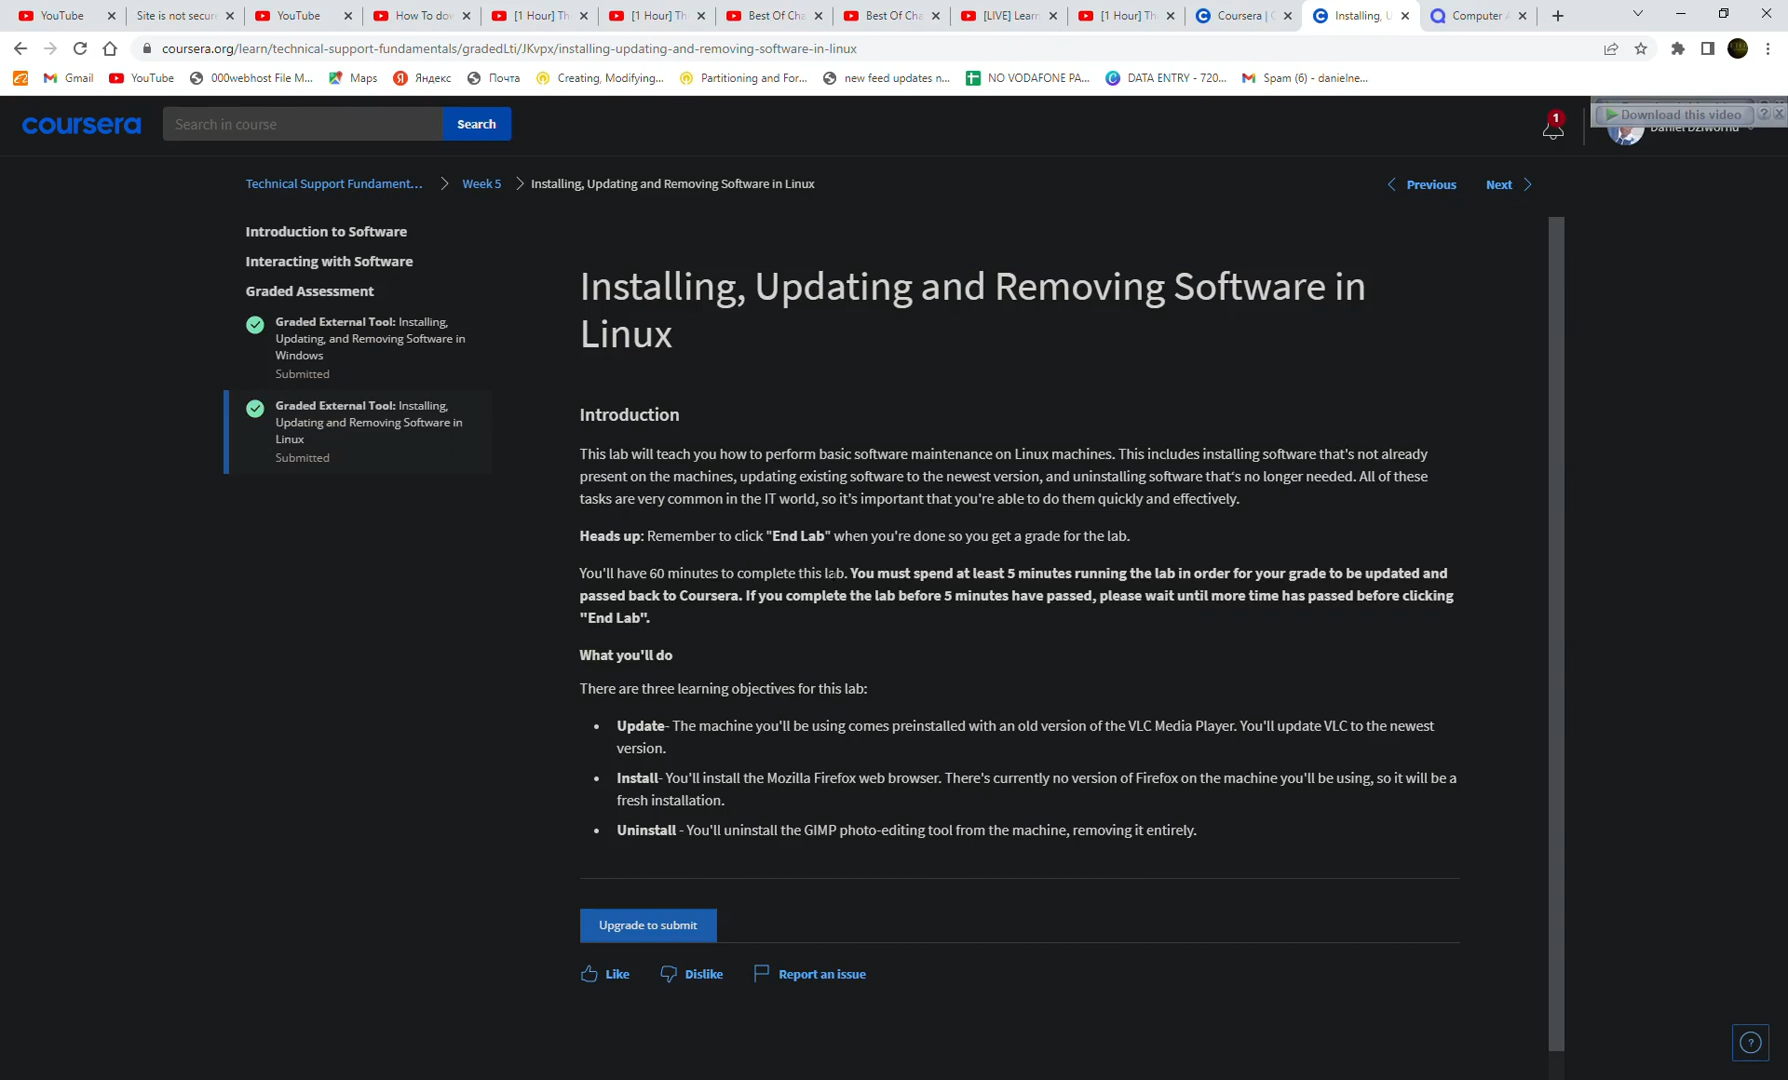 YouTube
Site is not secur
YouTube
How To do
[1 Hour] Th
[1 Hour] Th
Best Of Cha
Best Of Cha
[LIVE] Learn
[1 Hour] Th
Coursera | C
Installing, U
Computer A
coursera.org/learn/technical-support-fundamentals/gradedLti/JKvpx/installing-updating-and-removing-software-in-linux
Gmail
YouTube
000webhost File M...
Maps
Яндекс
Почта
Creating, Modifying...
Partitioning and For...
new feed updates n...
NO VODAFONE PA...
DATA ENTRY - 720...
Spam (6) - danielne...
coursera
Search in course
Search
1
Download this video
?
Daniel Dziwornu
Technical Support Fundament...
Week 5
Installing, Updating and Removing Software in Linux
Previous
Next
Introduction to Software
Interacting with Software
Graded Assessment
Graded External Tool: Installing,
Updating, and Removing Software in
Windows
Submitted
Graded External Tool: Installing,
Updating and Removing Software in
Linux
Submitted
Installing, Updating and Removing Software in
Linux
Introduction
This lab will teach you how to perform basic software maintenance on Linux machines. This includes installing software that's not already
present on the machines, updating existing software to the newest version, and uninstalling software that's no longer needed. All of these
tasks are very common in the IT world, so it's important that you're able to do them quickly and effectively.
Heads up: Remember to click "End Lab" when you're done so you get a grade for the lab.
You'll have 60 minutes to complete this lab. You must spend at least 5 minutes running the lab in order for your grade to be updated and
passed back to Coursera. If you complete the lab before 5 minutes have passed, please wait until more time has passed before clicking
"End Lab".
What you'll do
There are three learning objectives for this lab:
• Update- The machine you'll be using comes preinstalled with an old version of the VLC Media Player. You'll update VLC to the newest
version.
• Install- You'll install the Mozilla Firefox web browser. There's currently no version of Firefox on the machine you'll be using, so it will be a
fresh installation.
• Uninstall - You'll uninstall the GIMP photo-editing tool from the machine, removing it entirely.
Upgrade to submit
Like
Dislike
Report an issue
?